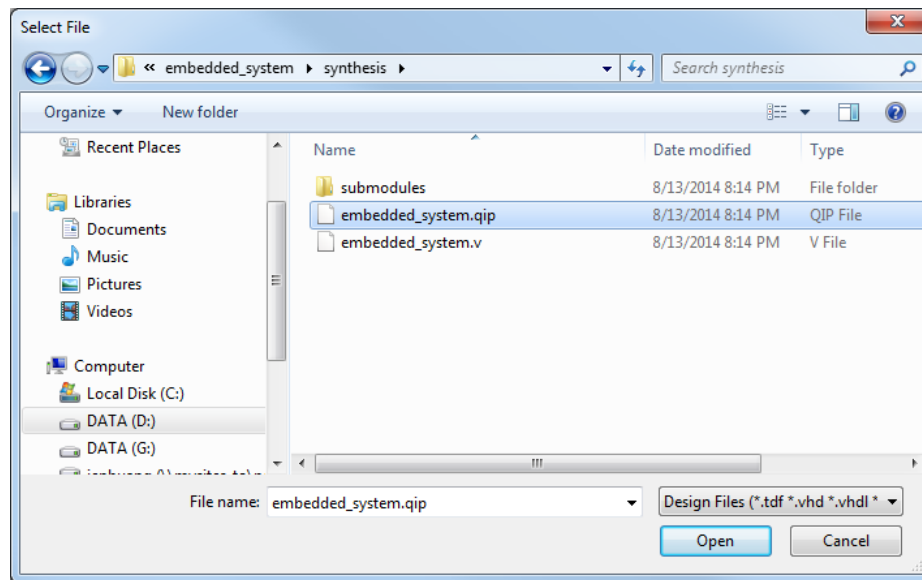 Select File
« embedded_system ▸ synthesis ▸
Search synthesis
Organize New folder
Recent Places
Libraries
Documents
Music
Pictures
Videos
Computer
Local Disk (C:)
DATA (D:)
DATA (G:)
Name Date modified Type
submodules 8/13/2014 8:14 PM File folder
embedded_system.qip 8/13/2014 8:14 PM QIP File
embedded_system.v 8/13/2014 8:14 PM V File
File name: embedded_system.qip Design Files (*.tdf *.vhd *.vhdl *
Open Cancel